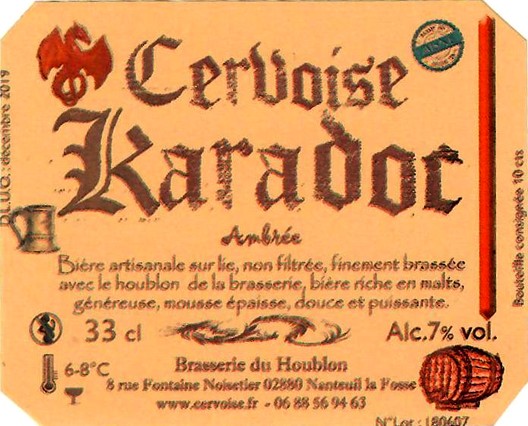 Cervoise
Karadoc
Ambrée
Bière artisanale sur lie, non filtrée, finement brassée
avec le houblon de la brasserie, bière riche en malts,
généreuse, mousse épaisse, douce et puissante.
33 cl
Alc.7% vol.
6-8°C
Brasserie du Houblon
8 rue Fontaine Noisetier 02880 Nanteuil la Fosse
www.cervoise.fr - 06 88 56 94 63
N°Lot : 180607
D.L.U.O.: décembre 2019
Bouteille consignée 10 cts